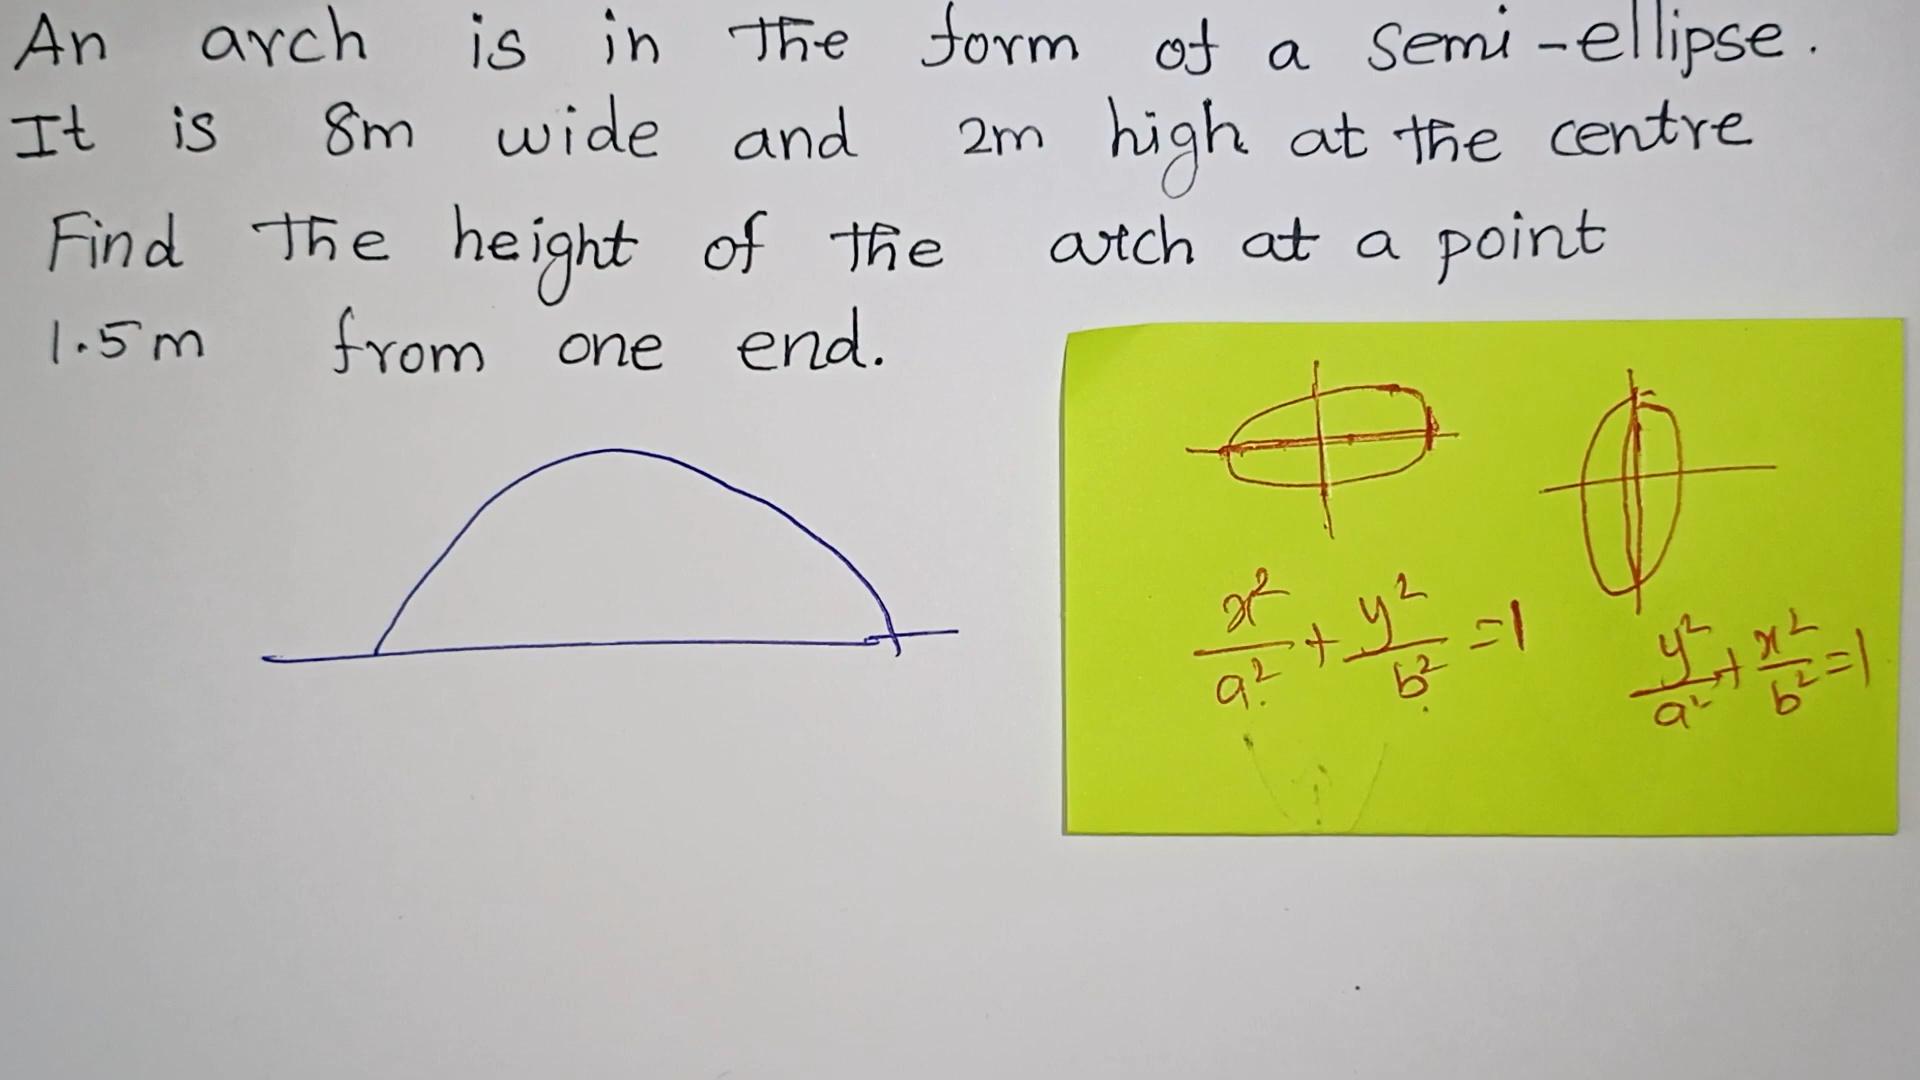 An arch is in the form of a semi-ellipse.
It is 8m wide and 2m high at the centre
Find the height of the arch at a point
1.5m from one end.
x²/a² + y²/b² = 1
y²/a² + x²/b² = 1